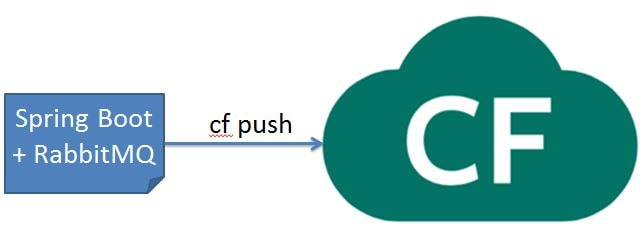 Spring Boot
+ RabbitMQ
cf push
CF